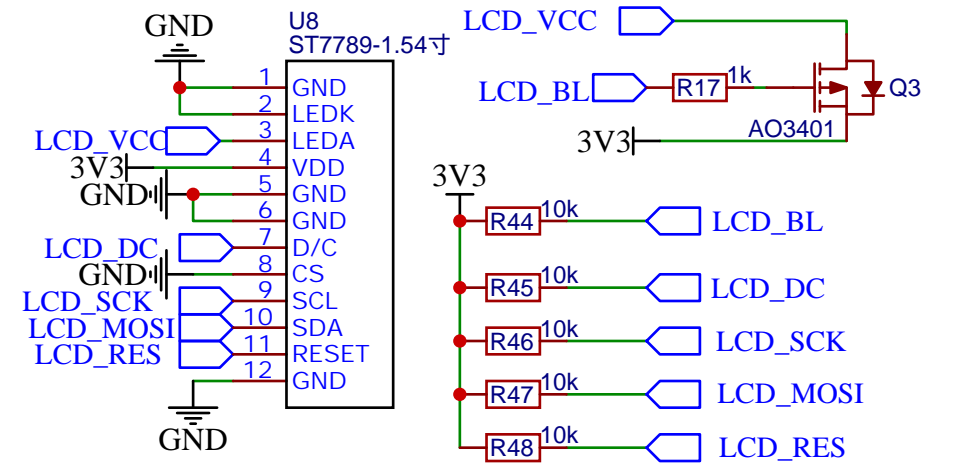 GND
U8
ST7789-1.54寸
1 GND
2 LEDK
LCD_VCC 3 LEDA
3V3 4 VDD
GND 5 GND
6 GND
LCD_DC 7 D/C
GND 8 CS
LCD_SCK 9 SCL
LCD_MOSI 10 SDA
LCD_RES 11 RESET
12 GND
GND
LCD_VCC
LCD_BL R17 1k
Q3
AO3401
3V3
3V3
R44 10k LCD_BL
R45 10k LCD_DC
R46 10k LCD_SCK
R47 10k LCD_MOSI
R48 10k LCD_RES